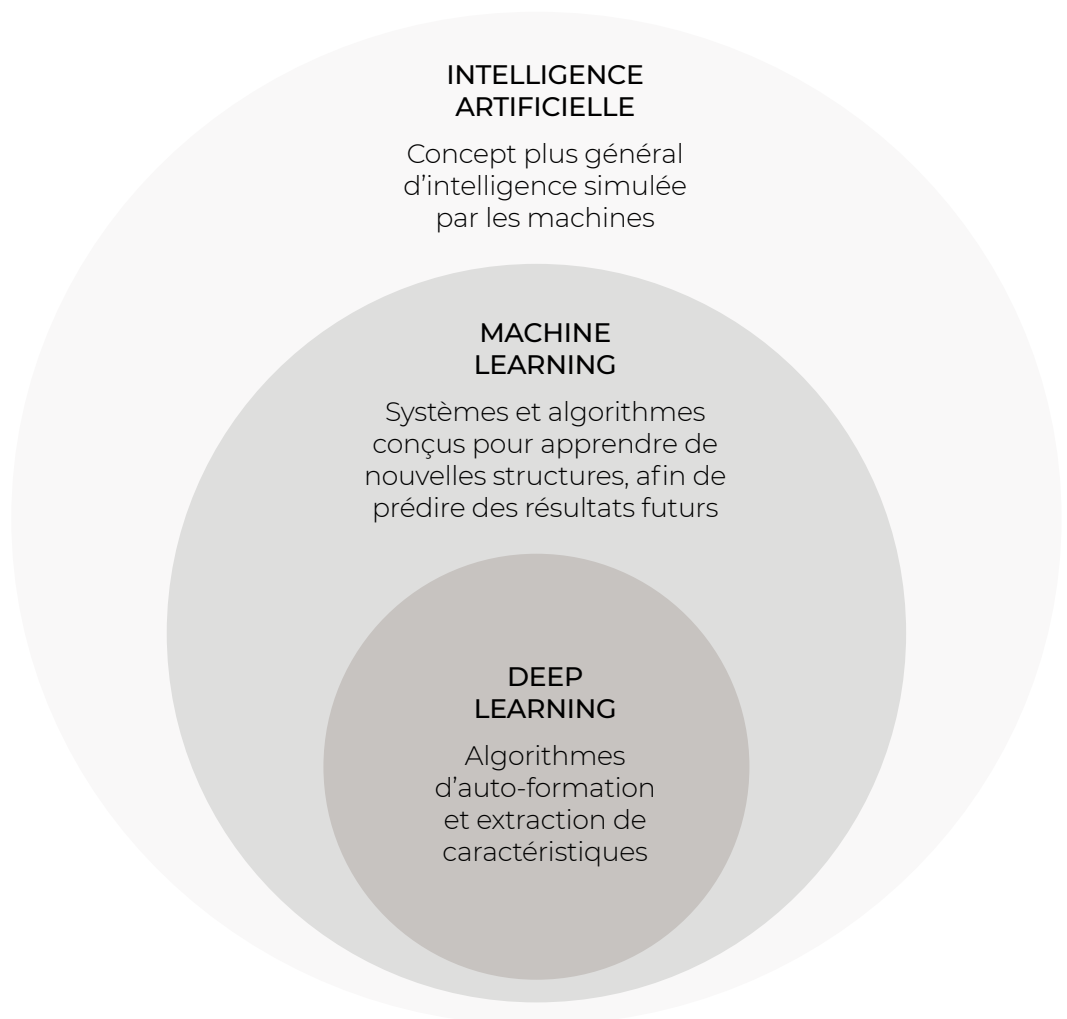 INTELLIGENCE
ARTIFICIELLE
Concept plus général
d’intelligence simulée
par les machines
MACHINE
LEARNING
Systèmes et algorithmes
conçus pour apprendre de
nouvelles structures, afin de
prédire des résultats futurs
DEEP
LEARNING
Algorithmes
d’auto-formation
et extraction de
caractéristiques